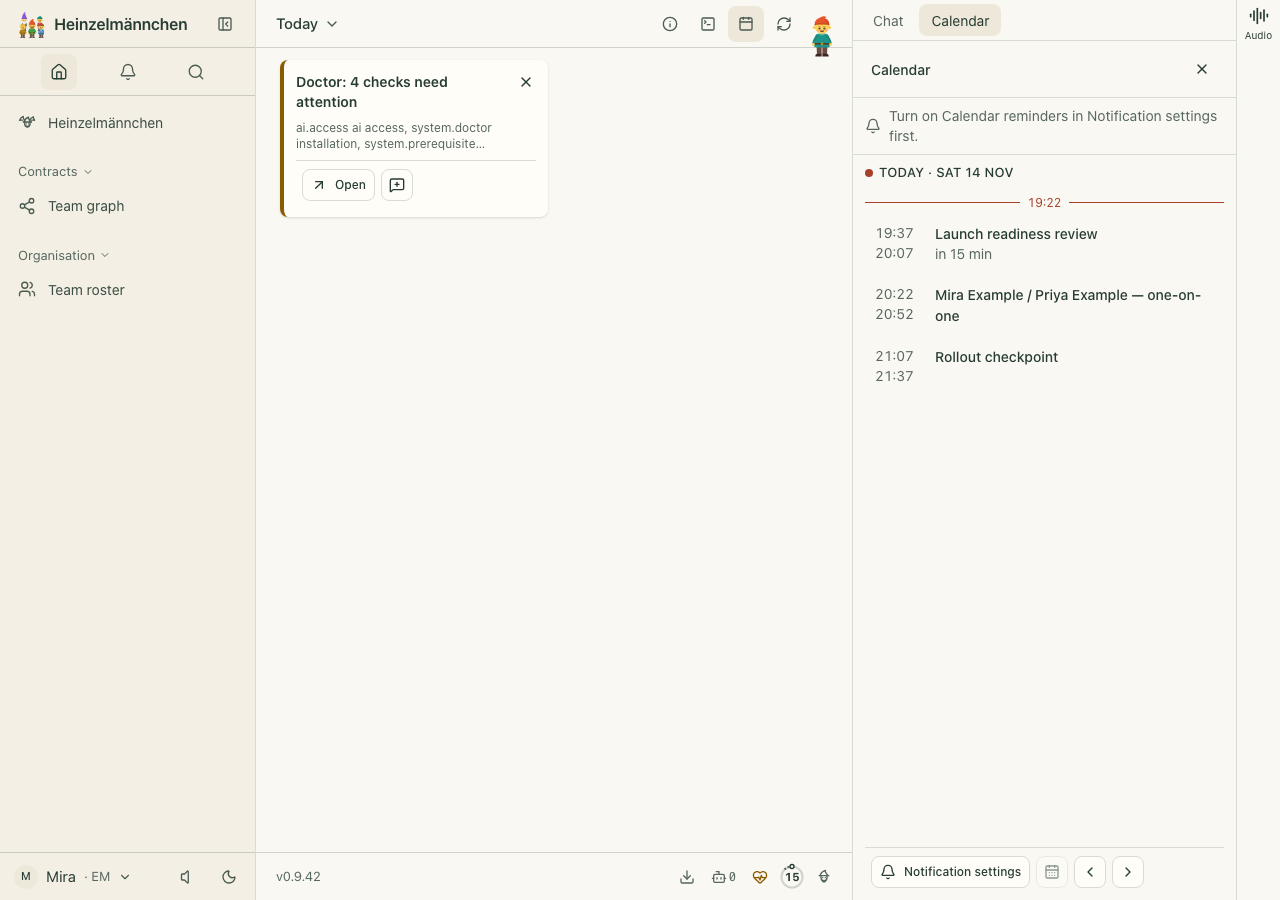 Heinzelmännchen
Heinzelmännchen
Contracts
Team graph
Organisation
Team roster
M Mira · EM
Today
Doctor: 4 checks need
attention
ai.access ai access, system.doctor
installation, system.prerequisite...
Open
v0.9.42
0
15
Chat Calendar
Calendar
Turn on Calendar reminders in Notification settings
first.
TODAY · SAT 14 NOV
19:22
19:37 Launch readiness review
20:07 in 15 min
20:22 Mira Example / Priya Example — one-on-
20:52 one
21:07 Rollout checkpoint
21:37
Notification settings
Audio